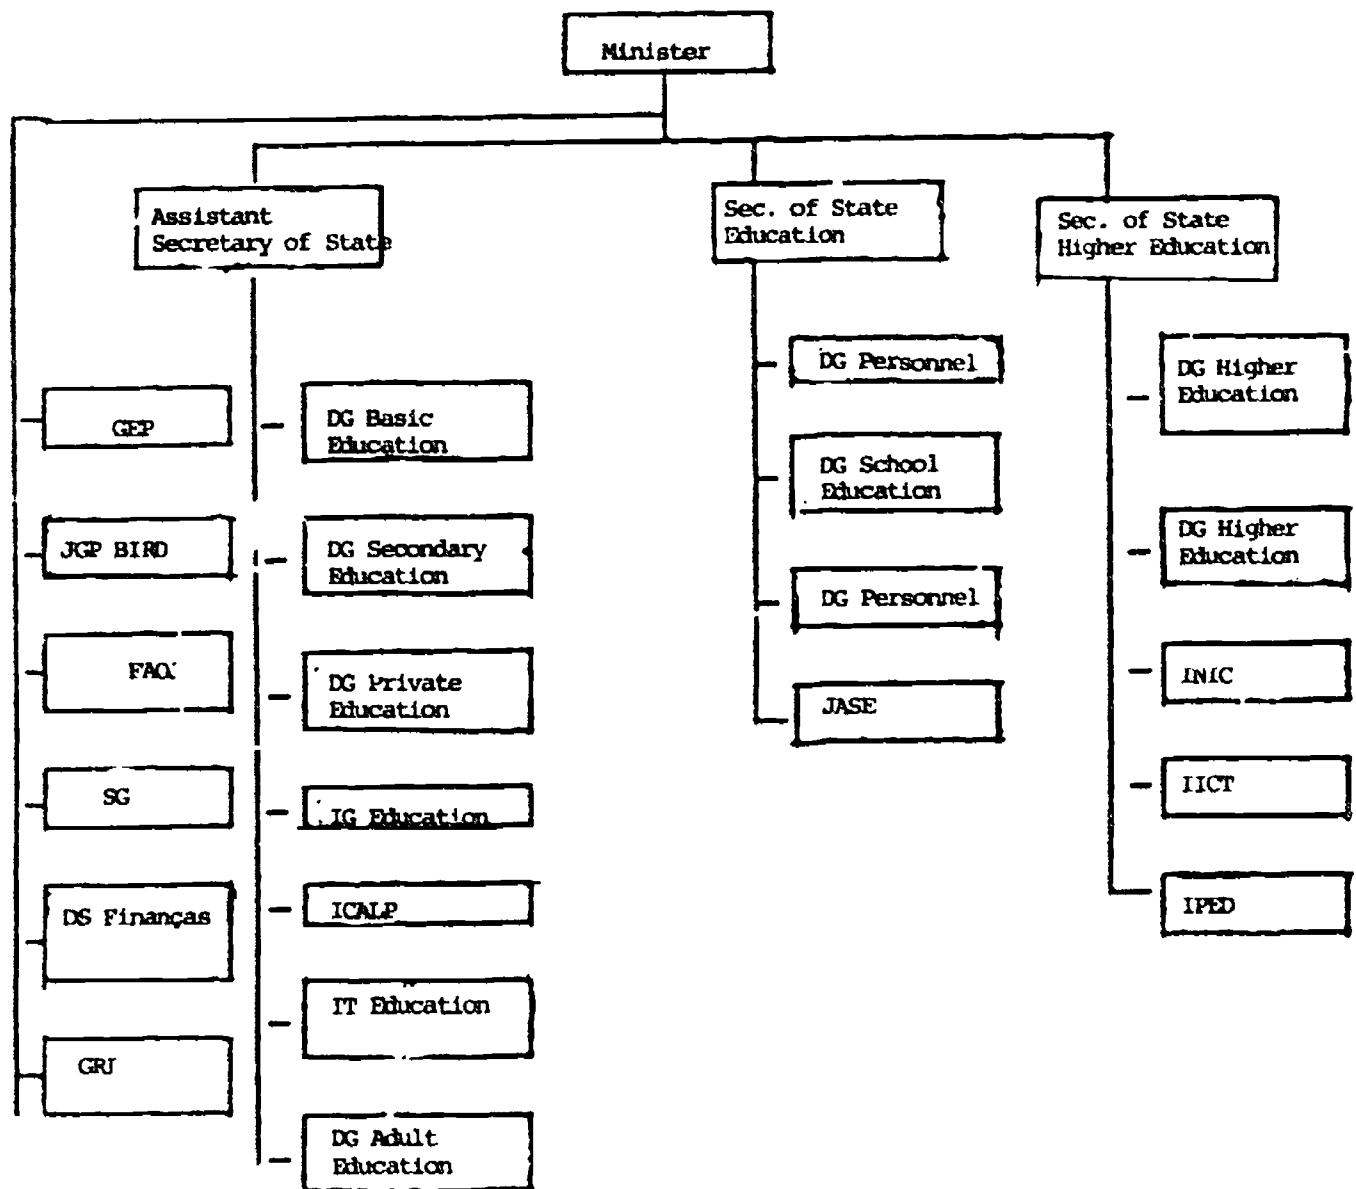 Minister
Assistant
Secretary of State
Sec. of State
Education
Sec. of State
Higher Education
GEP
JGP BIRD
SG
DS Finanças
GRI
DG Basic
Education
DG Secondary
Education
DG Private
Education
IG Education
ICALP
IT Education
DG Adult
Education
DG Personnel
DG School
Education
DG Personnel
JASE
DG Higher
Education
DG Higher
Education
INIC
IICT
IPED